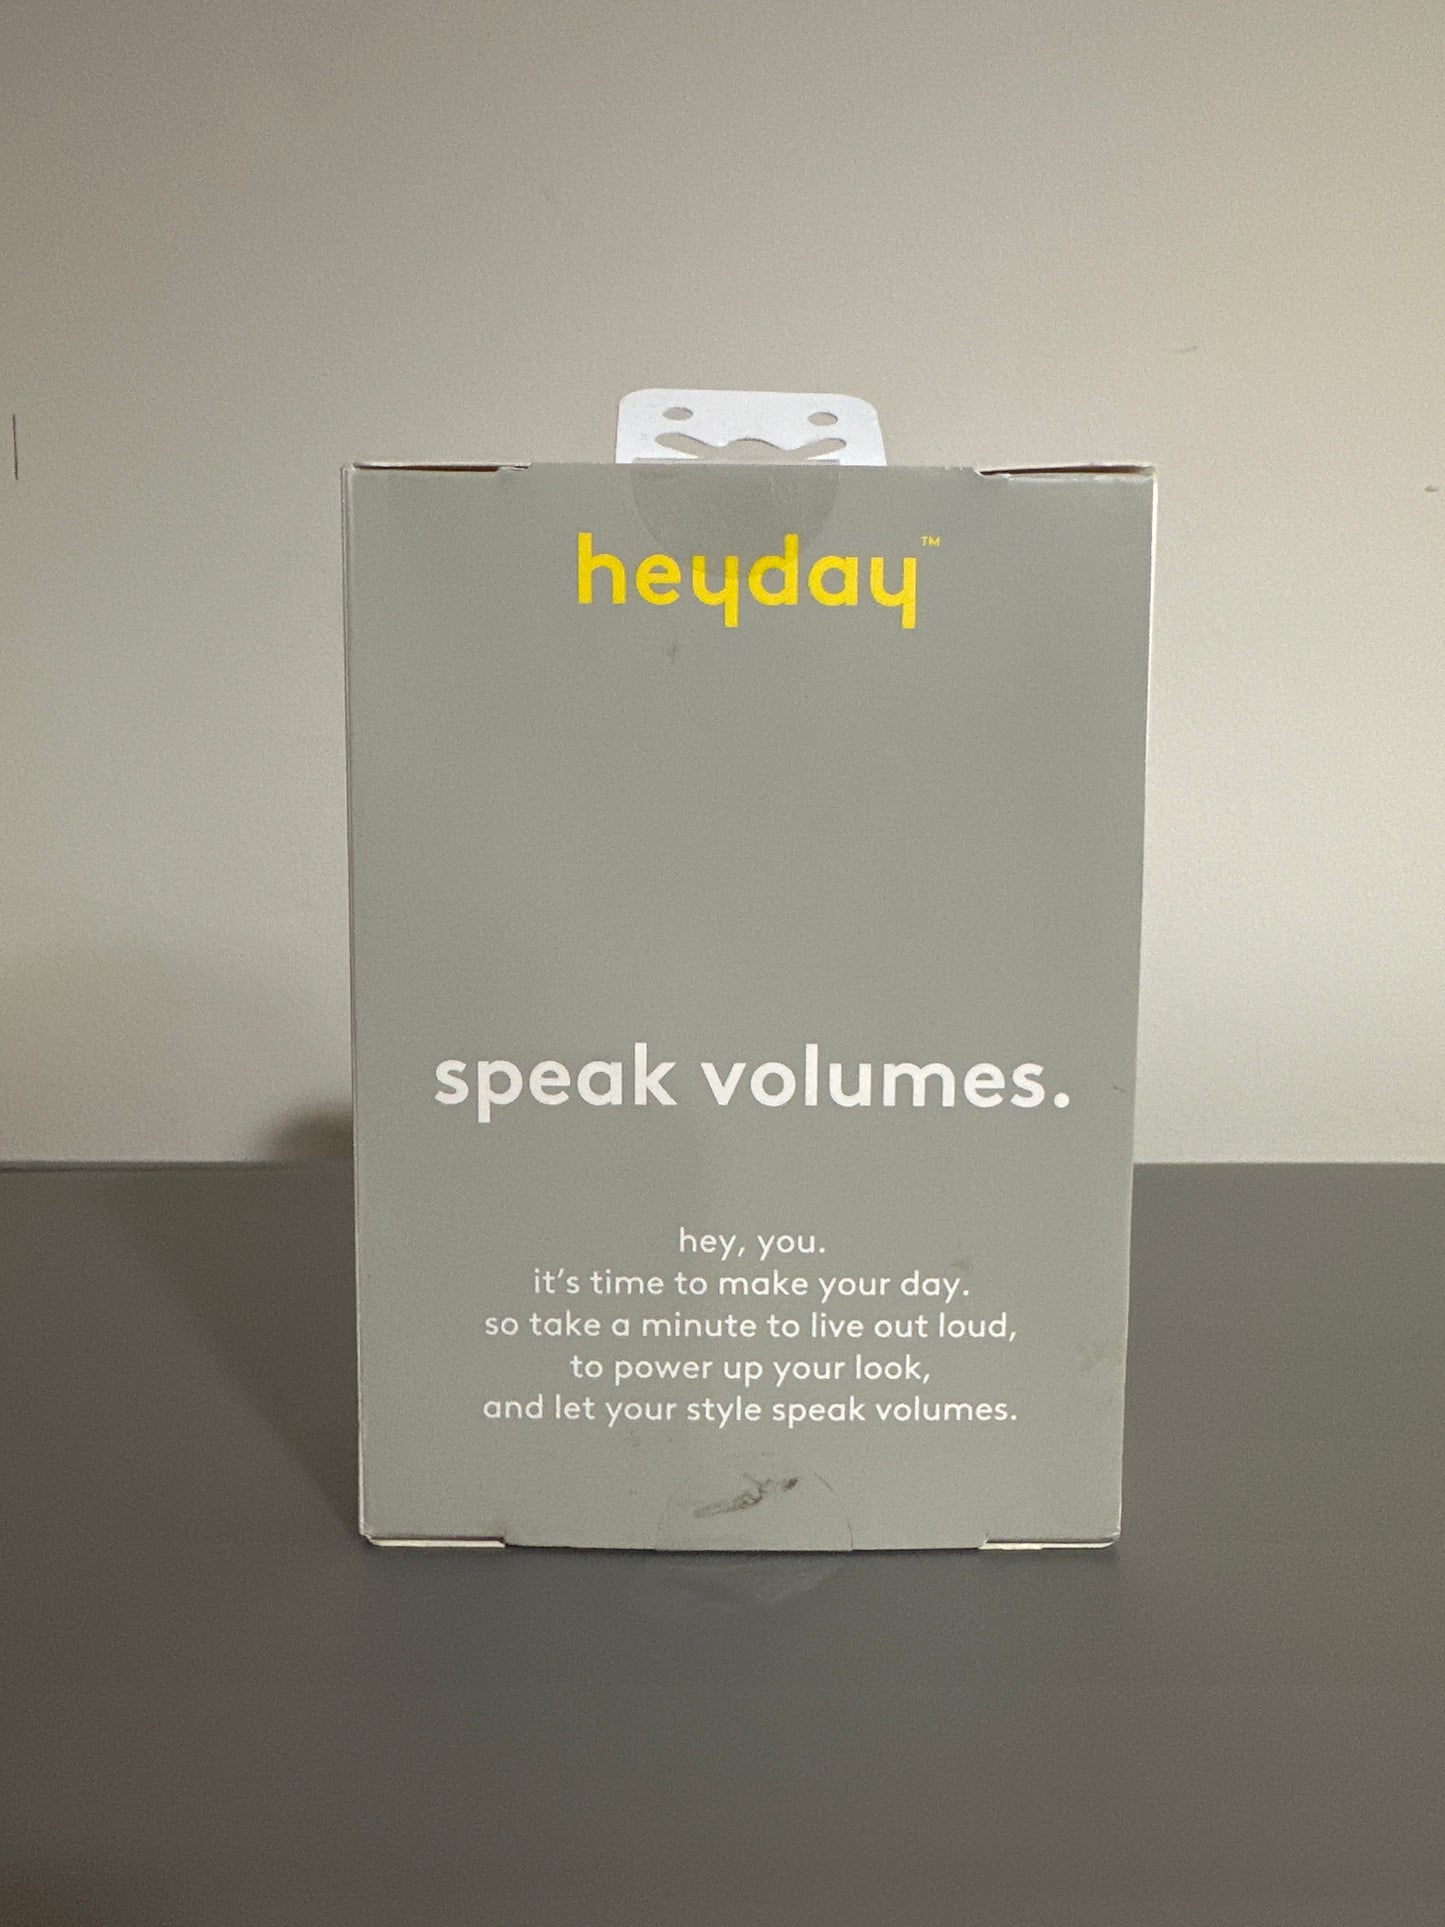 heyday™
speak volumes.
hey, you.
it's time to make your day.
so take a minute to live out loud,
to power up your look,
and let your style speak volumes.